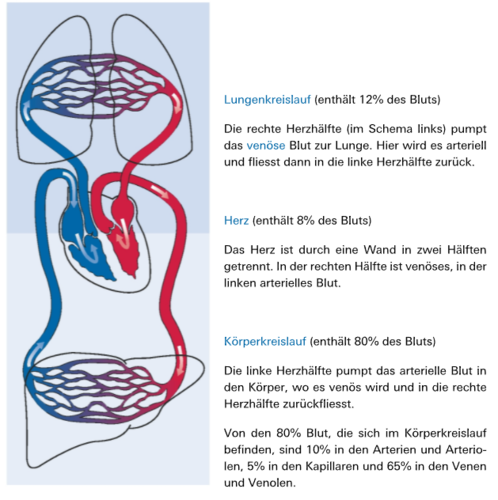 Lungenkreislauf (enthält 12% des Bluts)
Die rechte Herzhälfte (im Schema links) pumpt
das venöse Blut zur Lunge. Hier wird es arteriell
und fliesst dann in die linke Herzhälfte zurück.
Herz (enthält 8% des Bluts)
Das Herz ist durch eine Wand in zwei Hälften
getrennt. In der rechten Hälfte ist venöses, in der
linken arterielles Blut.
Körperkreislauf (enthält 80% des Bluts)
Die linke Herzhälfte pumpt das arterielle Blut in
den Körper, wo es venös wird und in die rechte
Herzhälfte zurückfliesst.
Von den 80% Blut, die sich im Körperkreislauf
befinden, sind 10% in den Arterien und Arterio-
len, 5% in den Kapillaren und 65% in den Venen
und Venolen.